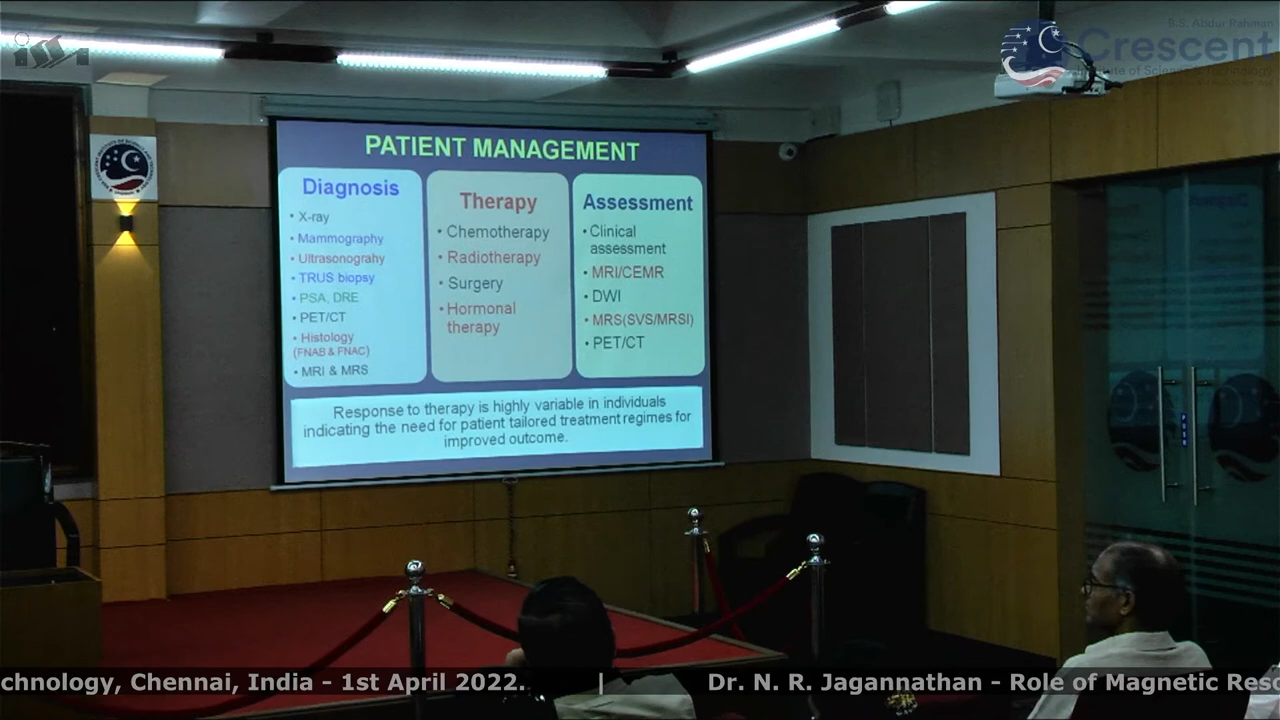 issa
B.S. Abdur Rahman
Crescent
PATIENT MANAGEMENT
Diagnosis
• X-ray
• Mammography
• Ultrasonograhy
• TRUS biopsy
• PSA, DRE
• PET/CT
• Histology
(FNAB & FNAC)
• MRI & MRS
Therapy
• Chemotherapy
• Radiotherapy
• Surgery
• Hormonal
therapy
Assessment
• Clinical
assessment
• MRI/CEMR
• DWI
• MRS(SVS/MRSI)
• PET/CT
Response to therapy is highly variable in individuals
indicating the need for patient tailored treatment regimes for
improved outcome.
chnology, Chennai, India - 1st April 2022. | Dr. N. R. Jagannathan - Role of Magnetic Reso